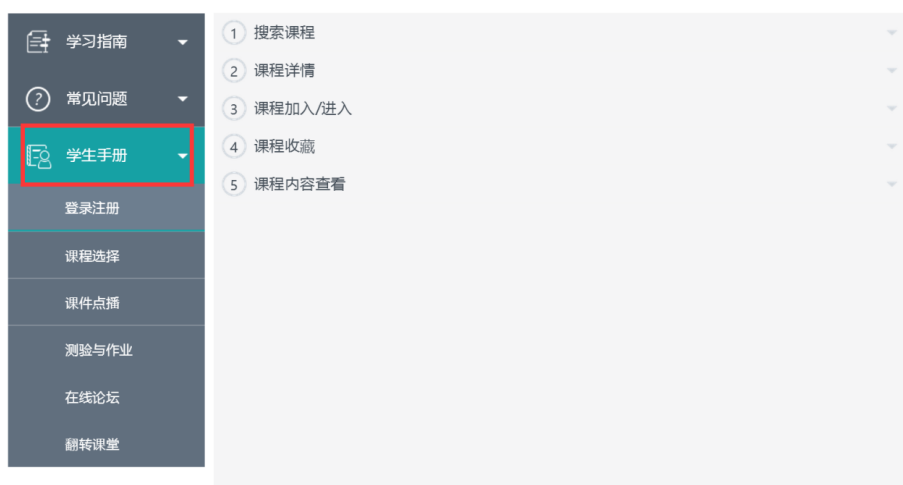 学习指南
常见问题
学生手册
登录注册
课程选择
课件点播
测验与作业
在线论坛
翻转课堂
1 搜索课程
2 课程详情
3 课程加入/进入
4 课程收藏
5 课程内容查看